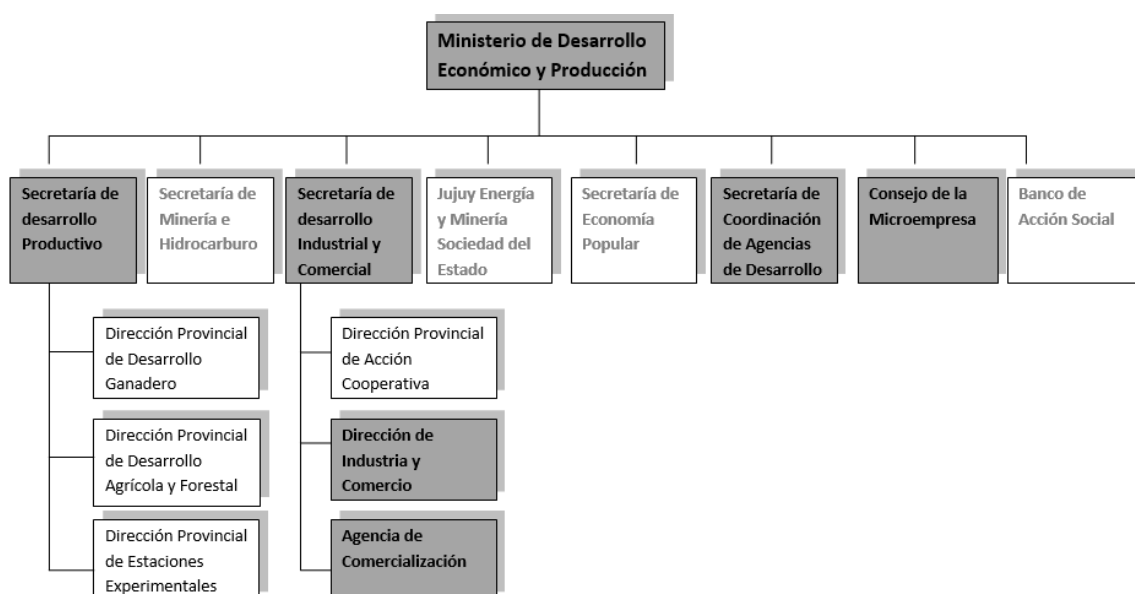 Ministerio de Desarrollo
Económico y Producción
Secretaría de
desarrollo
Productivo
Secretaría de
Minería e
Hidrocarburo
Secretaría de
desarrollo
Industrial y
Comercial
Jujuy Energía
y Minería
Sociedad del
Estado
Secretaría de
Economía
Popular
Secretaría de
Coordinación
de Agencias
de Desarrollo
Consejo de la
Microempresa
Banco de
Acción Social
Dirección Provincial
de Desarrollo
Ganadero
Dirección Provincial
de Desarrollo
Agrícola y Forestal
Dirección Provincial
de Estaciones
Experimentales
Dirección Provincial
de Acción
Cooperativa
Dirección de
Industria y
Comercio
Agencia de
Comercialización